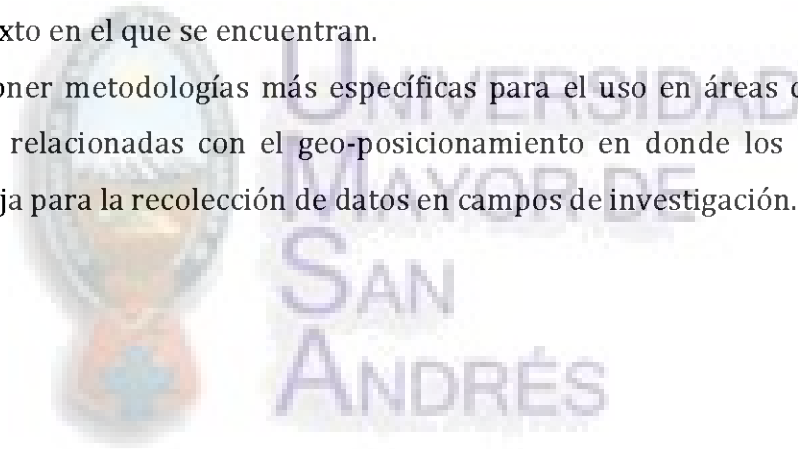 xto en el que se encuentran.
oner metodologías más específicas para el uso en áreas
relacionadas con el geo-posicionamiento en donde los
ja para la recolección de datos en campos de investigación.
UNIVERSIDAD
MAYOR DE
SAN
ANDRÉS